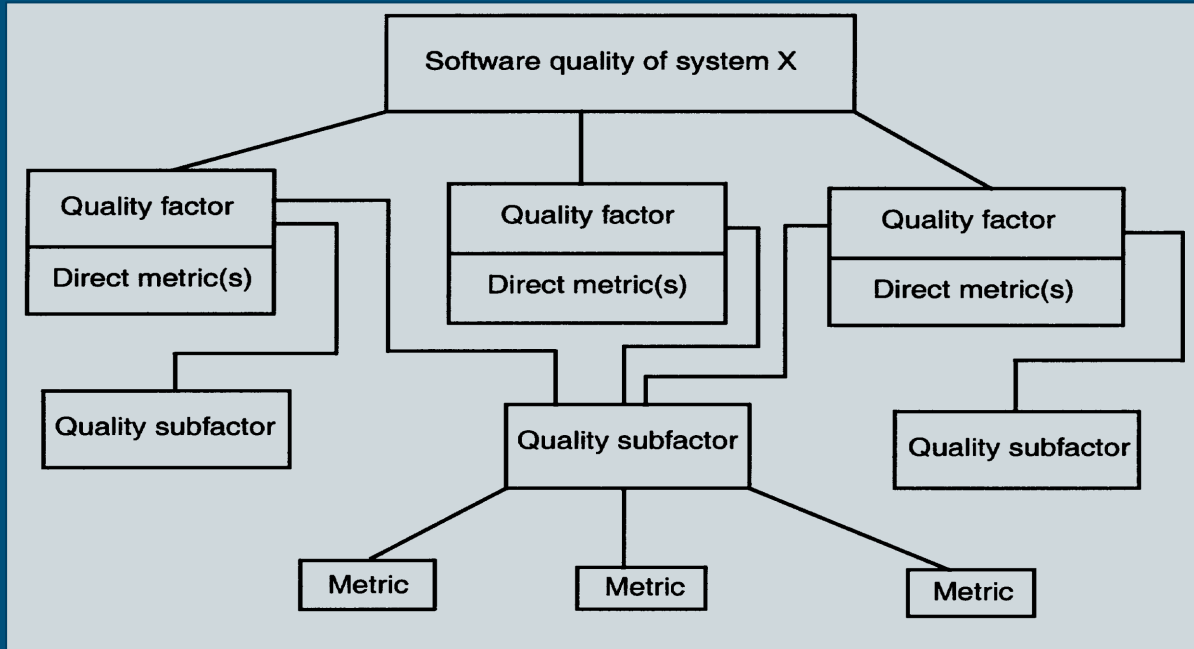 Software quality of system X
Quality factor
Direct metric(s)
Quality factor
Direct metric(s)
Quality factor
Direct metric(s)
Quality subfactor
Quality subfactor
Quality subfactor
Metric
Metric
Metric